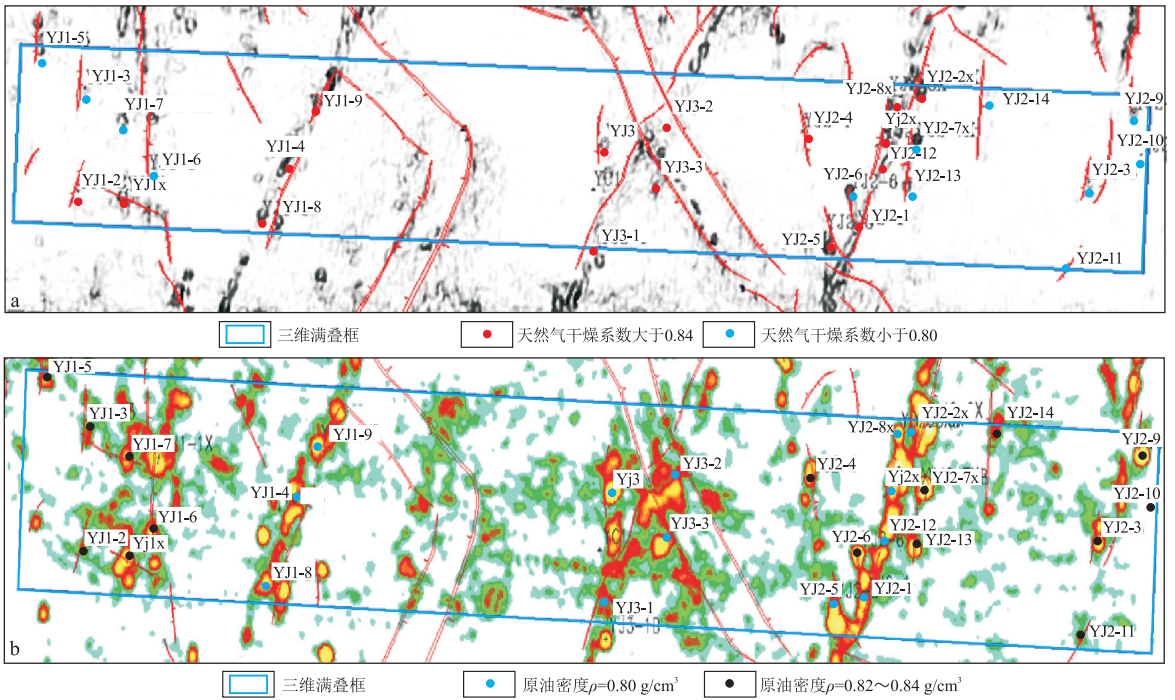 YJ1-5
YJ1-3
YJ1-7
YJ1-9
YJ1-4
YJ1-6
YJ1-2
YJ1x
YJ1-8
YJ3-2
YJ3
YJ3-3
YJ3-1
YJ2-2x
YJ2-8x
YJ2-14
YJ2-9
YJ2-4
Yj2x
YJ2-7x
YJ2-10
YJ2-12
YJ2-3
YJ2-6
YJ2-13
YJ2-1
YJ2-5
YJ2-11
a
三维满叠框
天然气干燥系数大于0.84
天然气干燥系数小于0.80
YJ1-5
YJ1-3
YJ1-7
YJ1-9
YJ1-4
YJ1-6
YJ1-2
Yj1x
YJ1-8
YJ3-2
Yj3
YJ3-3
YJ3-1
YJ2-2x
YJ2-8x
YJ2-14
YJ2-9
YJ2-4
Yj2x
YJ2-7x
YJ2-10
YJ2-12
YJ2-3
YJ2-6
YJ2-13
YJ2-5
YJ2-1
YJ3-1B
YJ2-11
b
三维满叠框
原油密度ρ=0.80 g/cm³
原油密度ρ=0.82～0.84 g/cm³